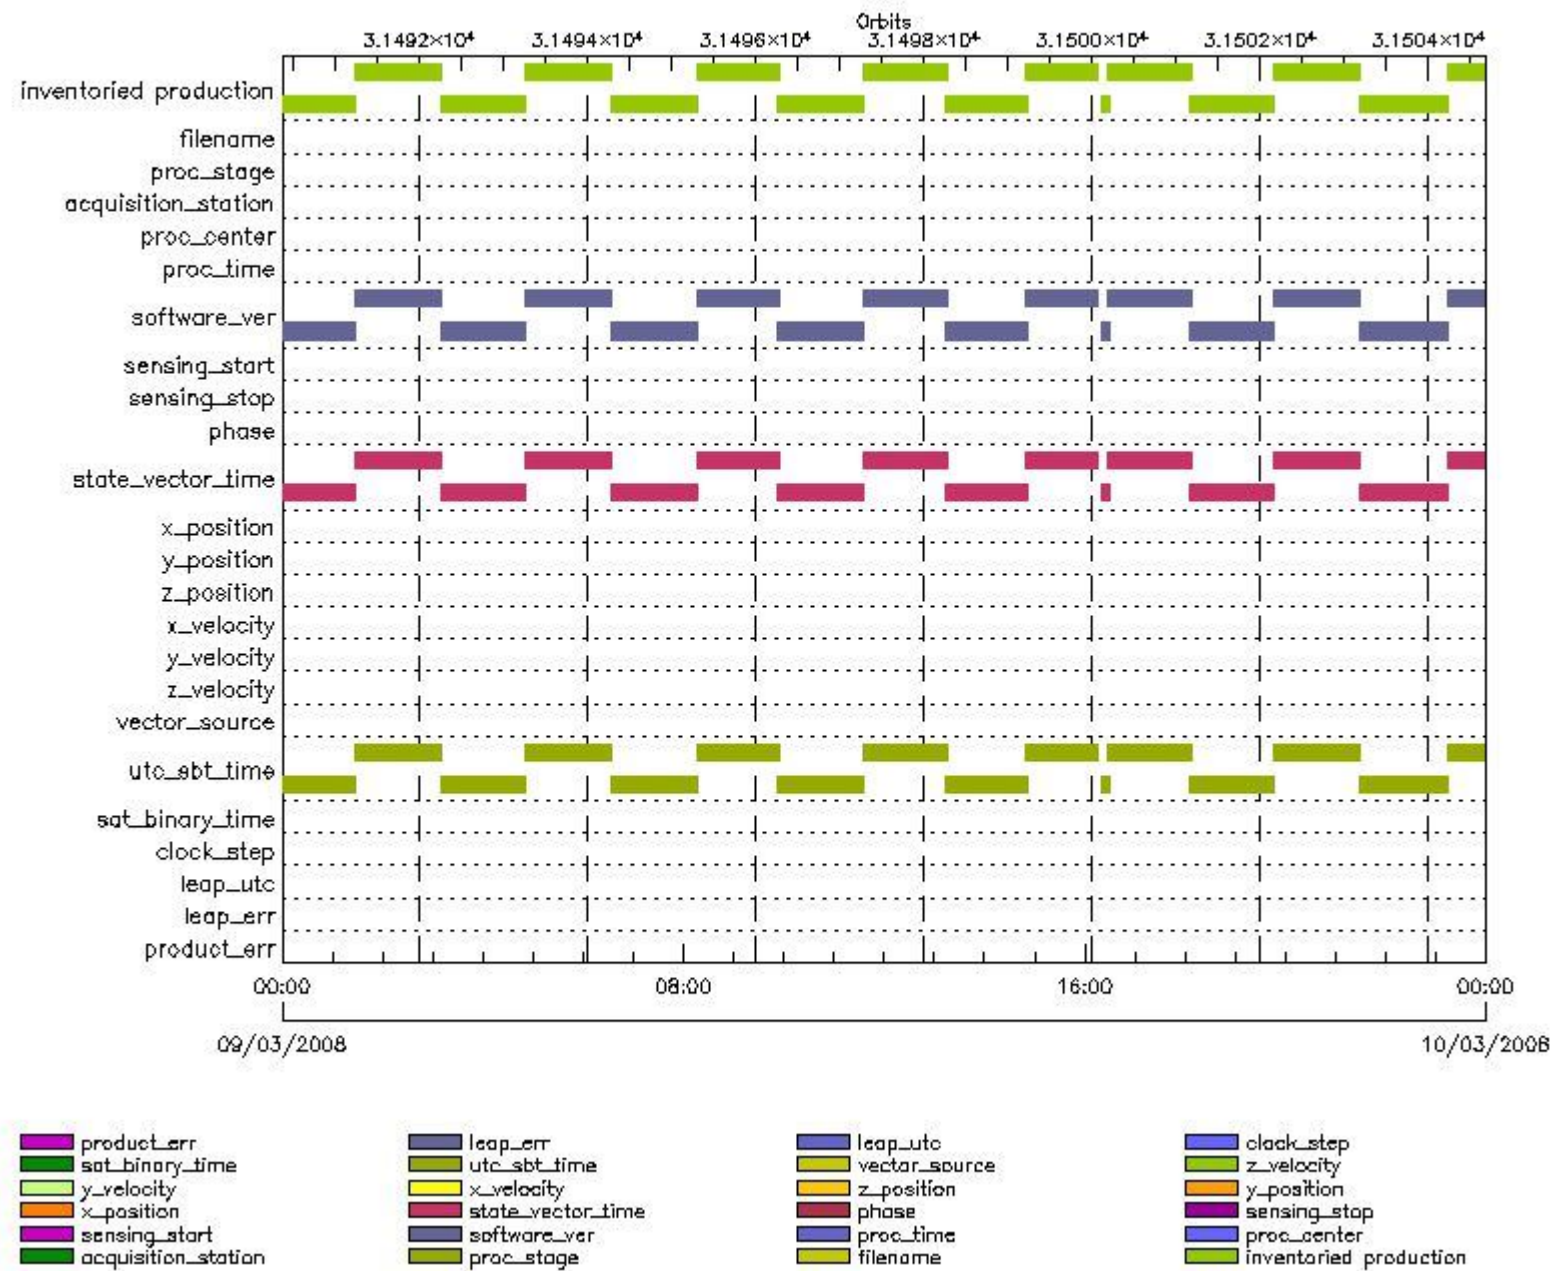 Orbits
3.1492×10⁴ 3.1494×10⁴ 3.1496×10⁴ 3.1498×10⁴ 3.1500×10⁴ 3.1502×10⁴ 3.1504×10⁴
inventoried production
filename
proc_stage
acquisition_station
proc_center
proc_time
software_ver
sensing_start
sensing_stop
phase
state_vector_time
x_position
y_position
z_position
x_velocity
y_velocity
z_velocity
vector_source
utc_sbt_time
sat_binary_time
clock_step
leap_utc
leap_err
product_err
00:00 08:00 16:00 00:00
09/03/2008 10/03/2008
product_err leap_err leap_utc clock_step
sat_binary_time utc_sbt_time vector_source z_velocity
y_velocity x_velocity z_position y_position
x_position state_vector_time phase sensing_stop
sensing_start software_ver proc_time proc_center
acquisition_station proc_stage filename inventoried production